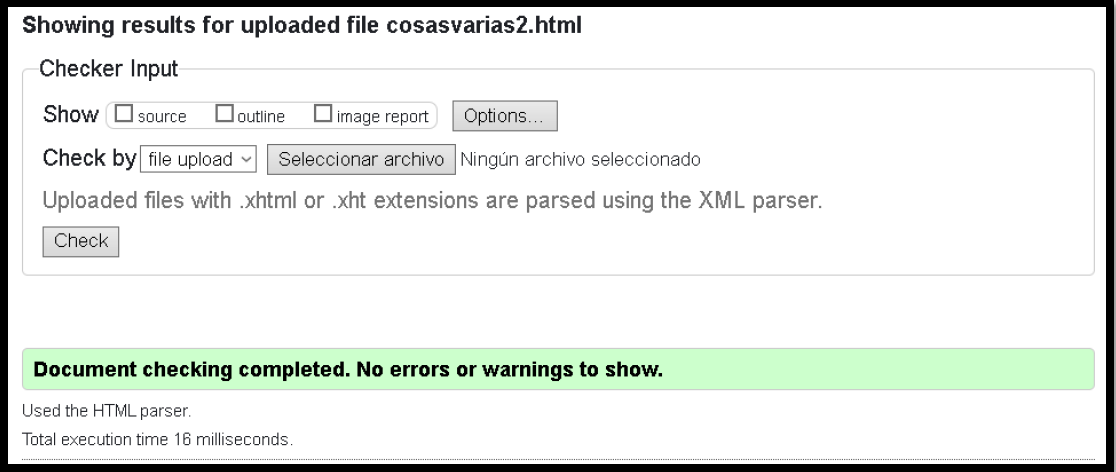 Showing results for uploaded file cosasvarias2.html
Checker Input
Show source outline image report Options...
Check by file upload Seleccionar archivo Ningún archivo seleccionado
Uploaded files with .xhtml or .xht extensions are parsed using the XML parser.
Check
Document checking completed. No errors or warnings to show.
Used the HTML parser.
Total execution time 16 milliseconds.